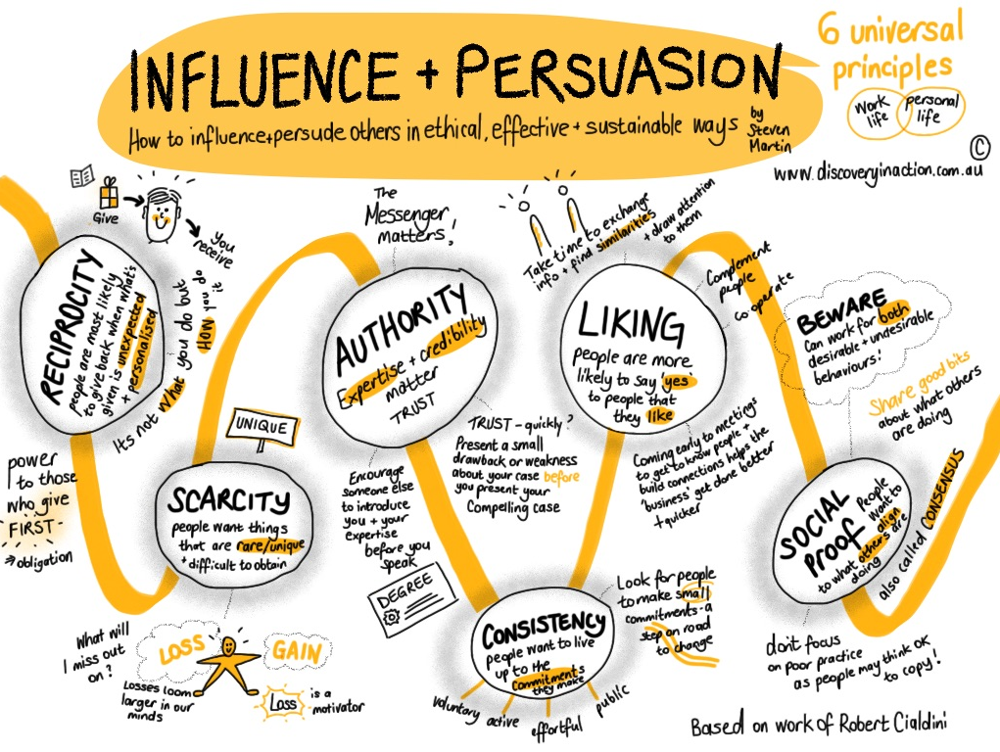 INFLUENCE + PERSUASION
How to influence+persude others in ethical, effective + sustainable ways
by
Steven
Martin
6 universal
principles
work
life
personal
life
©
www.discoveryinaction.com.au
Give
You
receive
RECIPROCITY
people are most likely
to give back when what's
given is unexpected
+ personalised
Its not what you do but
HOW you do
it
power
to those
who give
FIRST-
→ obligation
UNIQUE
SCARCITY
people want things
that are rare/unique
+ difficult to obtain
What will
I miss out
on?
LOSS
GAIN
Losses loom
larger in our
minds
Loss
is a
motivator
The
Messenger
matters!
AUTHORITY
Expertise + credibility
matter
TRUST
TRUST - quickly?
Present a small
drawback or weakness
about your case before
you present your
Compelling case
Encourage
someone else
to introduce
you + your
expertise
before you
speak
DEGREE
CONSISTENCY
people want to live
up to the
commitments
they make
voluntary
active
effortful
public
Look for people
to make small
commitments - a
step on road
to change
Take time to exchange
info + find similarities
+ draw attention
to them
LIKING
people are more
likely to say 'yes'
to people that
they like
Complement
people
co operate
Coming early to meetings
to get to know people +
build connections helps the
'business' get done better
+ quicker
BEWARE
Can work for both
desirable + undesirable
behaviours!
Share good bits
about what others
are doing
SOCIAL
PROOF
People
want to
align
to what others are
doing
also called CONSENSUS
don't focus
on poor practice
as people may think OK
to copy!
Based on work of Robert Cialdini